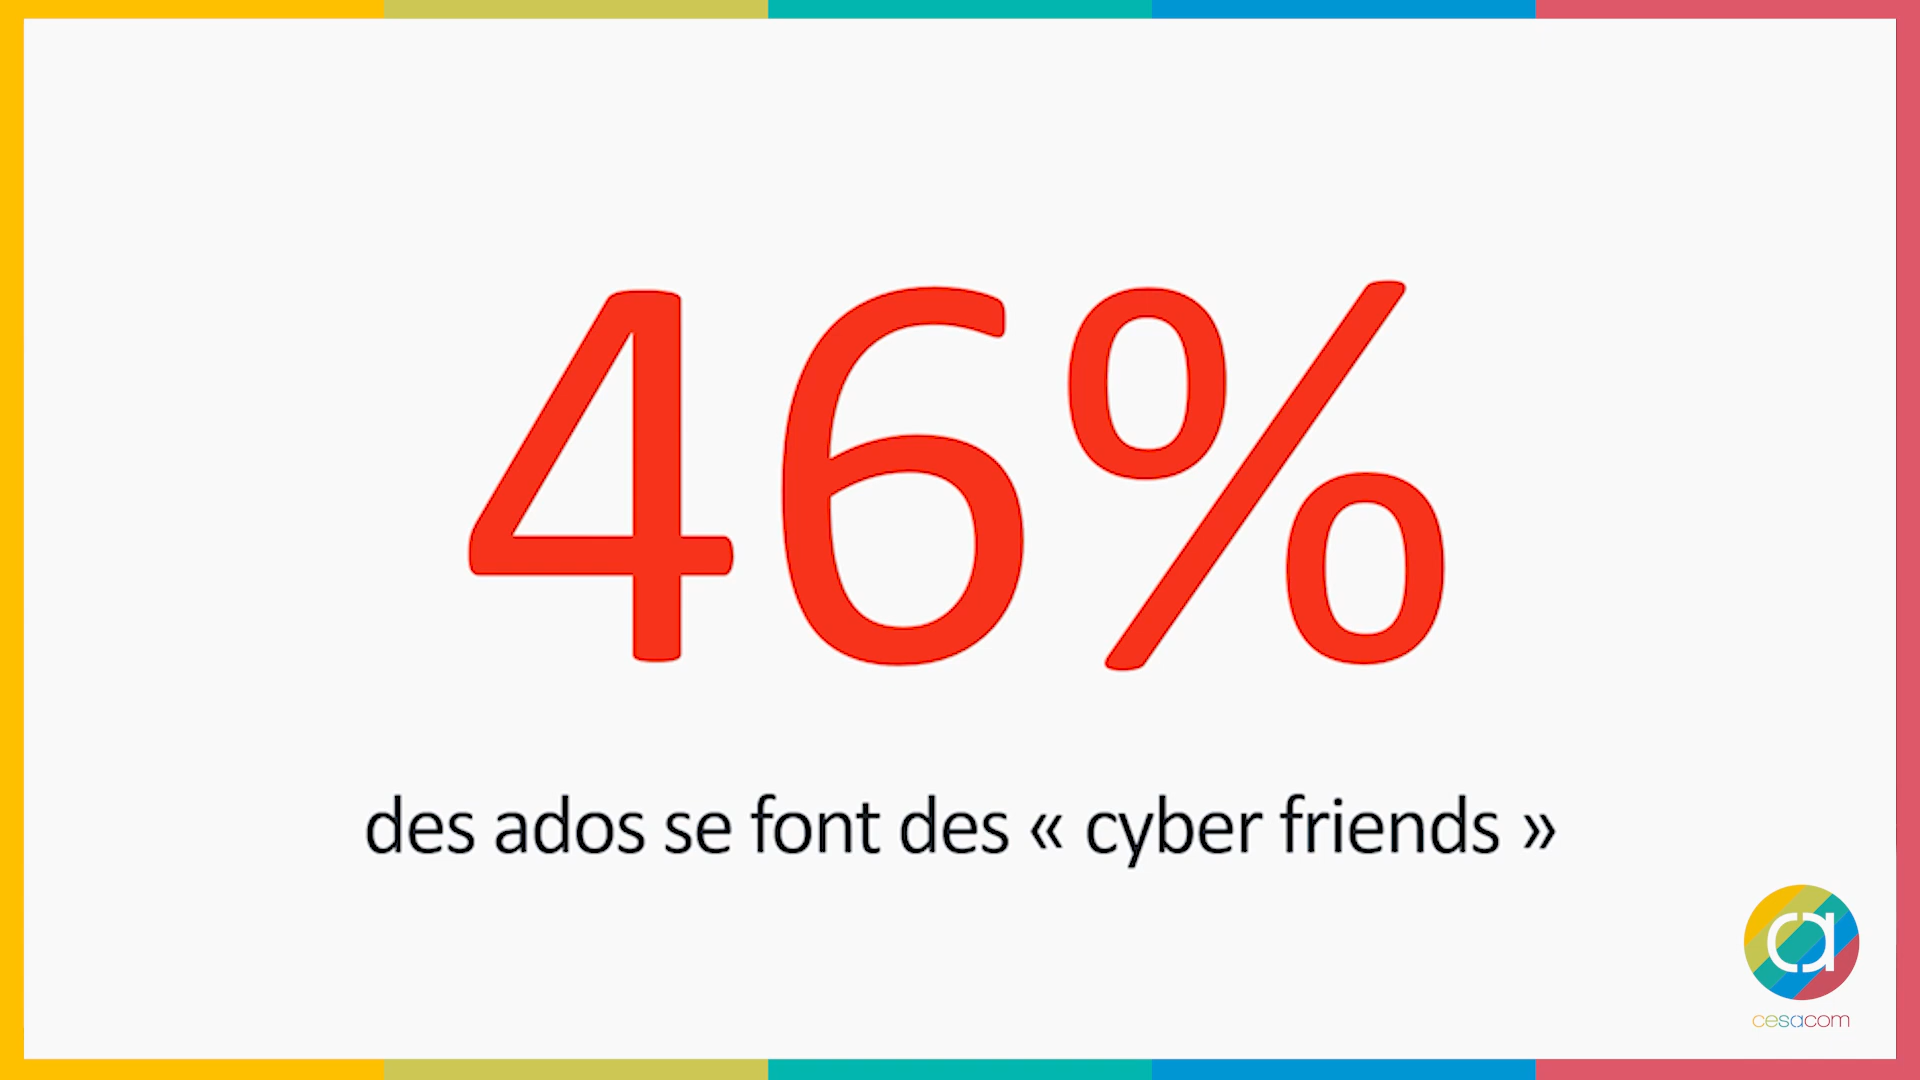 46%
des ados se font des « cyber friends »
a
cesacom